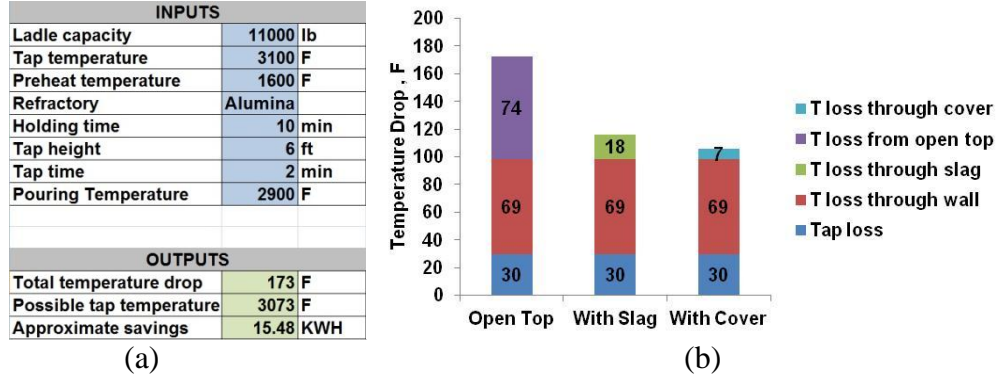 INPUTS
Ladle capacity 11000 lb
Tap temperature 3100 F
Preheat temperature 1600 F
Refractory Alumina
Holding time 10 min
Tap height 6 ft
Tap time 2 min
Pouring Temperature 2900 F
OUTPUTS
Total temperature drop 173 F
Possible tap temperature 3073 F
Approximate savings 15.48 KWH
(a)
Temperature Drop , F
200
180
160
140
120
100
80
60
40
20
0
74
69
30
18
69
30
7
69
30
Open Top With Slag With Cover
T loss through cover
T loss from open top
T loss through slag
T loss through wall
Tap loss
(b)